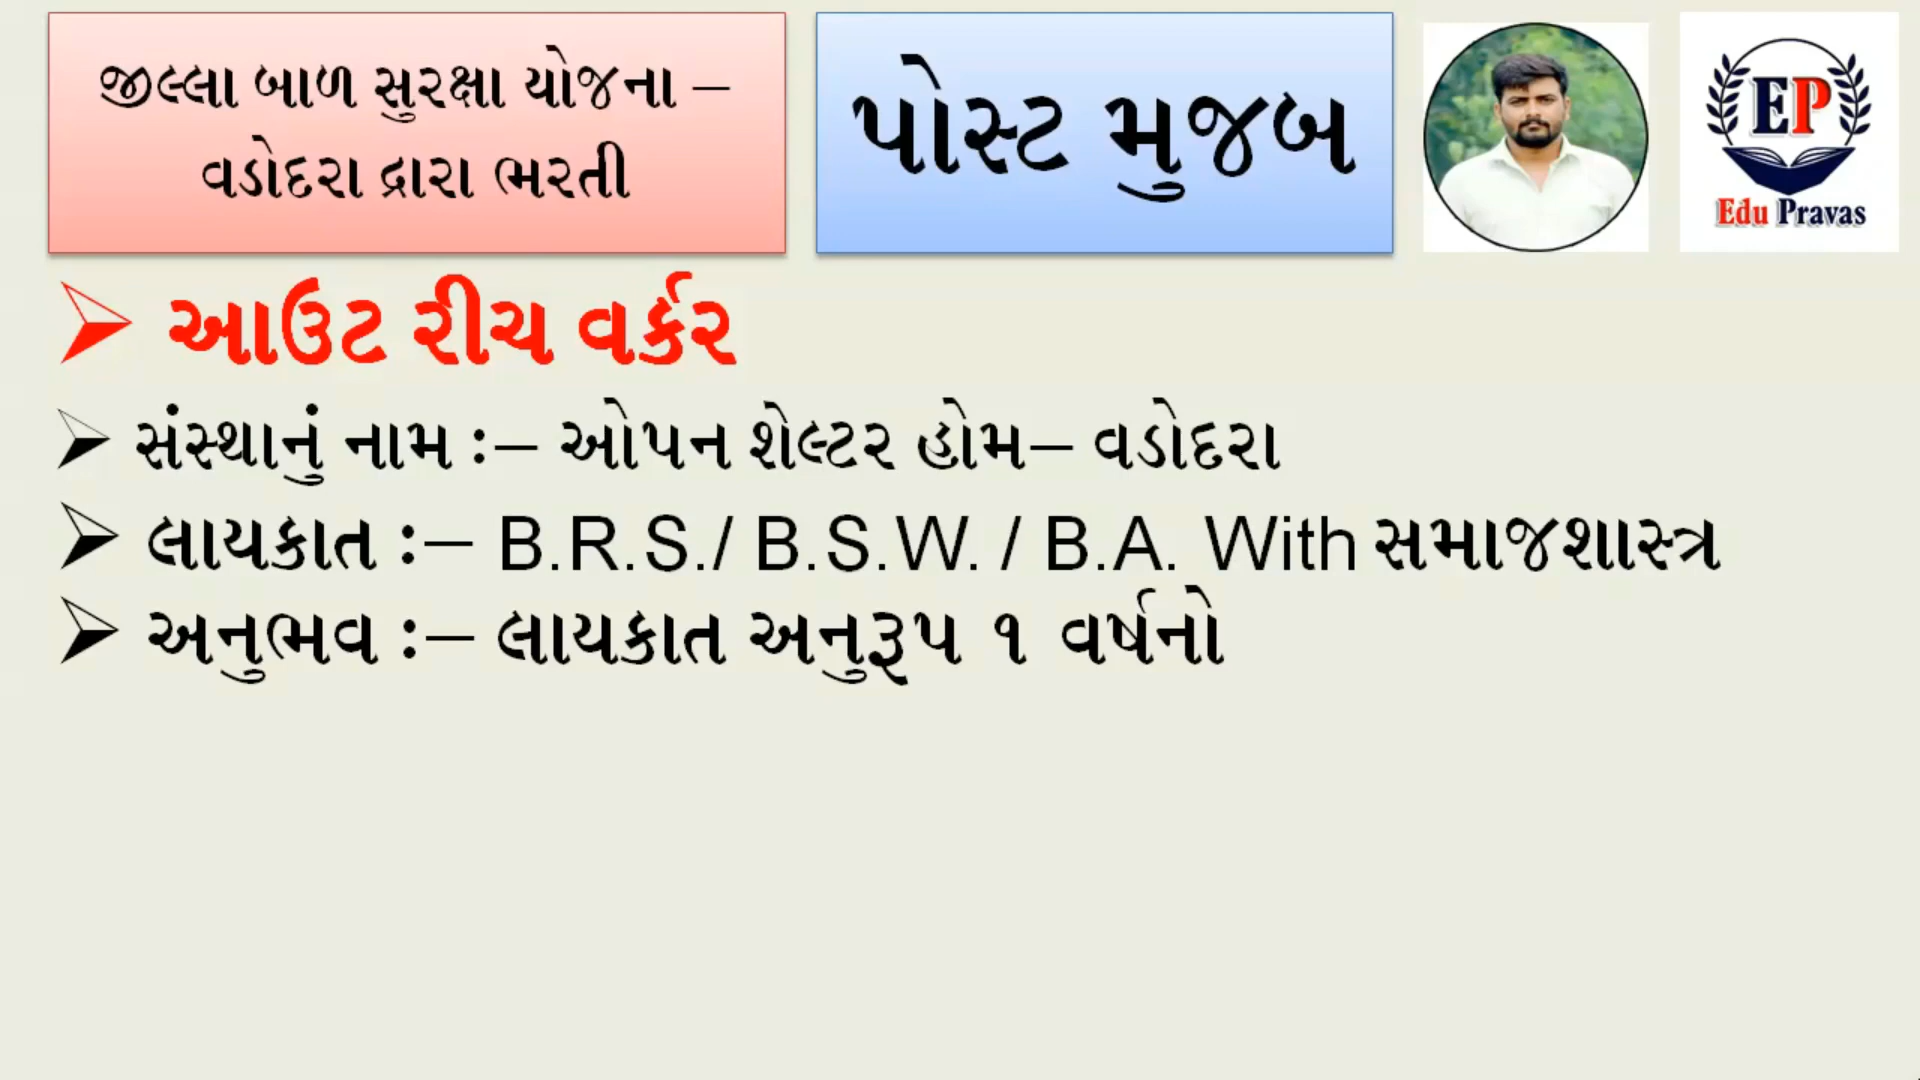 જીલ્લા બાળ સુરક્ષા યોજના –
વડોદરા દ્રારા ભરતી
પોસ્ટ મુજબ
EP
Edu Pravas
આઉટ રીચ વર્કર
સંસ્થાનું નામ :– ઓપન શેલ્ટર હોમ– વડોદરા
લાયકાત :– B.R.S./ B.S.W. / B.A. With સમાજશાસ્ત્ર
અનુભવ :– લાયકાત અનુરૂપ ૧ વર્ષનો